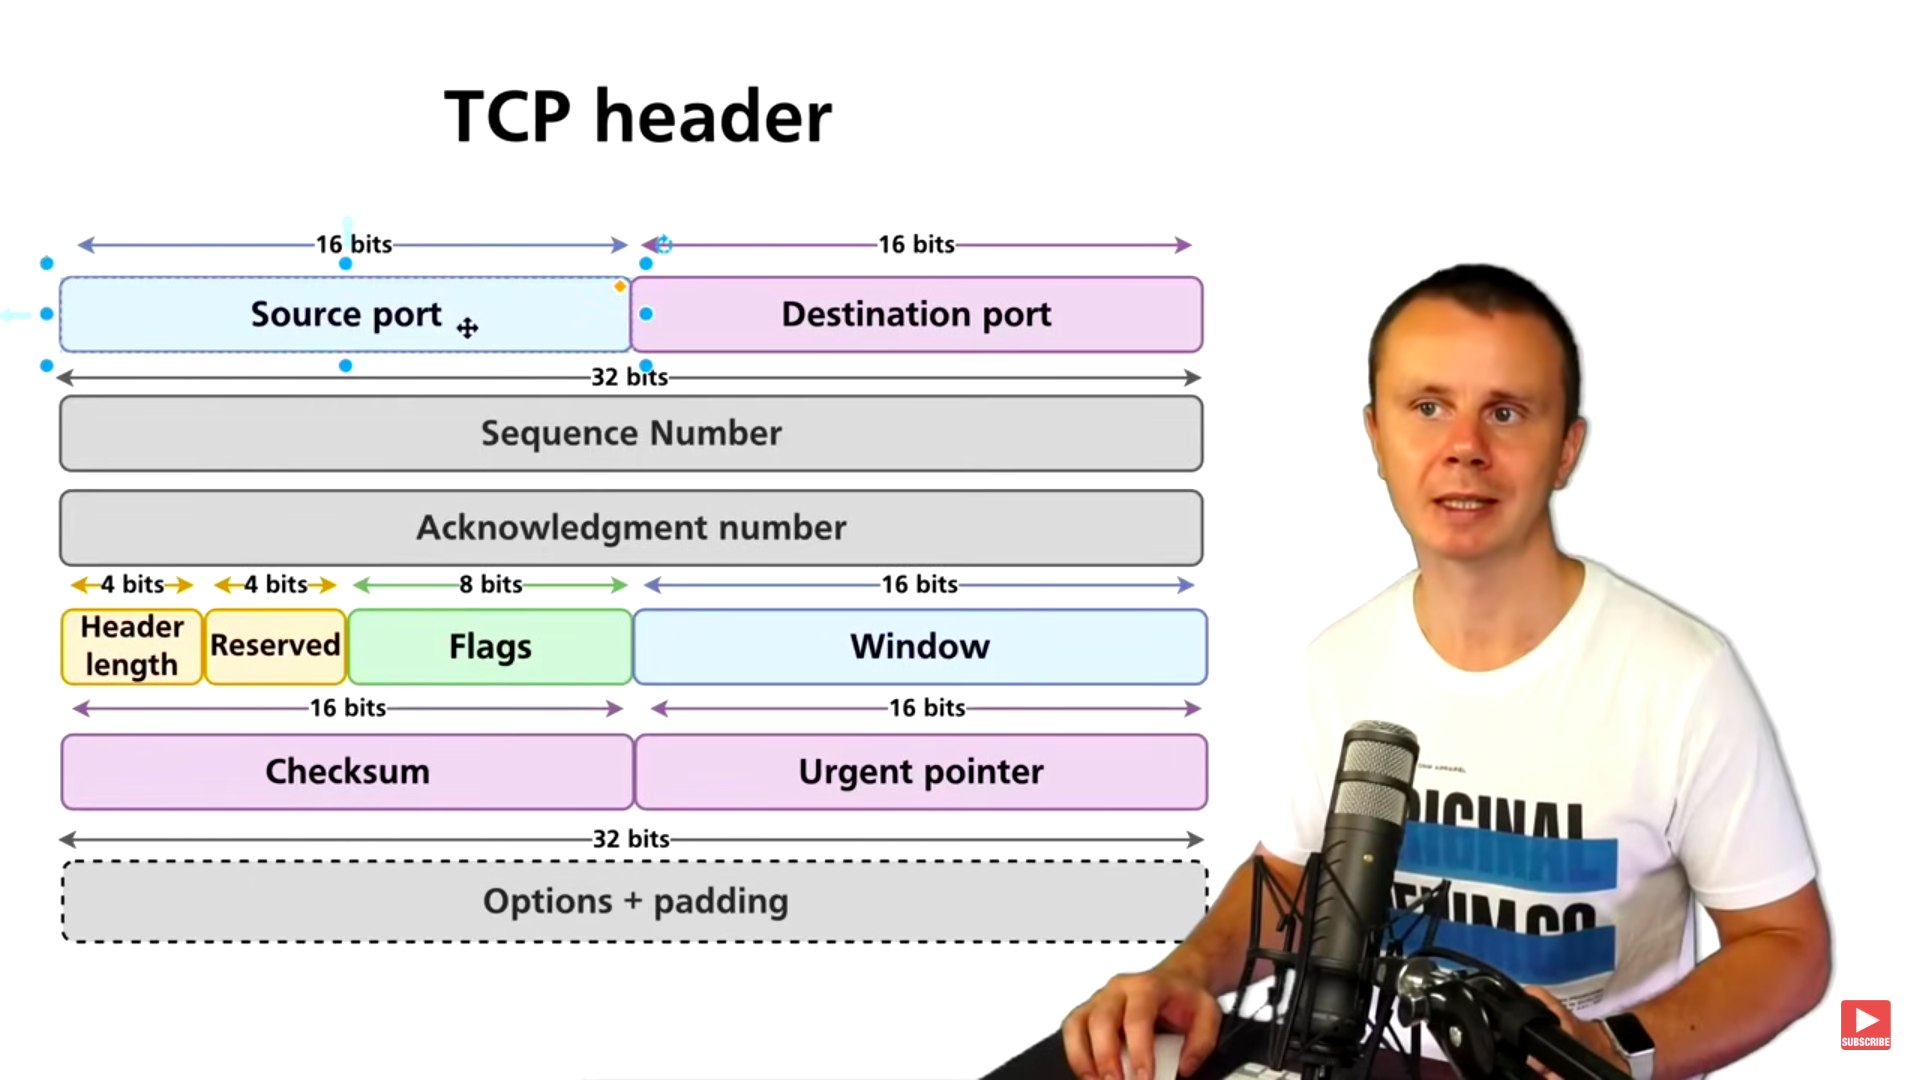 TCP header
16 bits 16 bits
Source port Destination port
32 bits
Sequence Number
Acknowledgment number
4 bits 4 bits 8 bits 16 bits
Header
length
Reserved Flags Window
16 bits 16 bits
Checksum Urgent pointer
32 bits
Options + padding
APPAREL
SUBSCRIBE